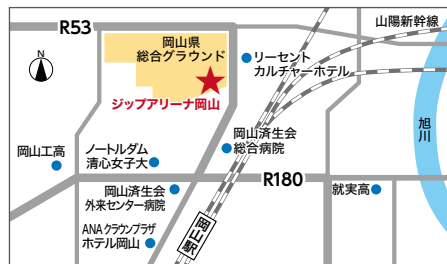 R53
岡山県
総合グラウンド
山陽新幹線
N
リーセント
カルチャーホテル
ジップアリーナ岡山
旭川
岡山済生会
総合病院
岡山工高
ノートルダム
清心女子大
R180
岡山済生会
外来センター病院
就実高
岡山駅
ANAクラウンプラザ
ホテル岡山